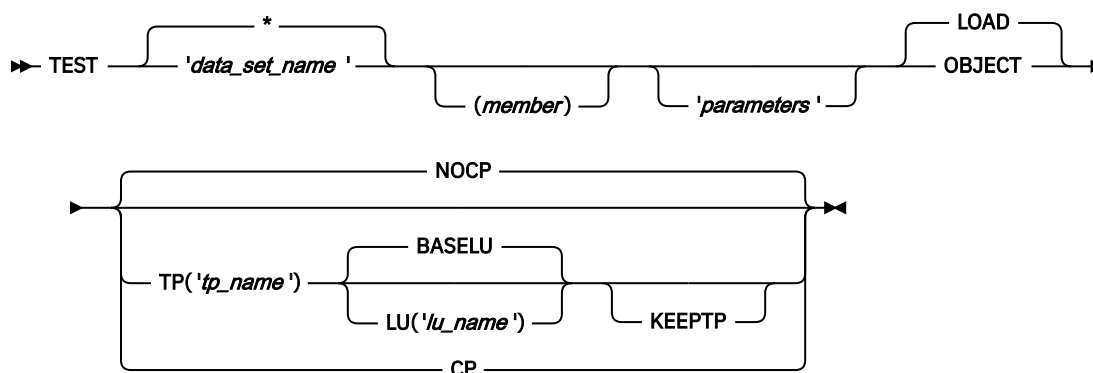 * LOAD
TEST 'data_set_name ' OBJECT
(member) 'parameters '
NOCP
BASELU
TP('tp_name')
LU('lu_name') KEEPTP
CP